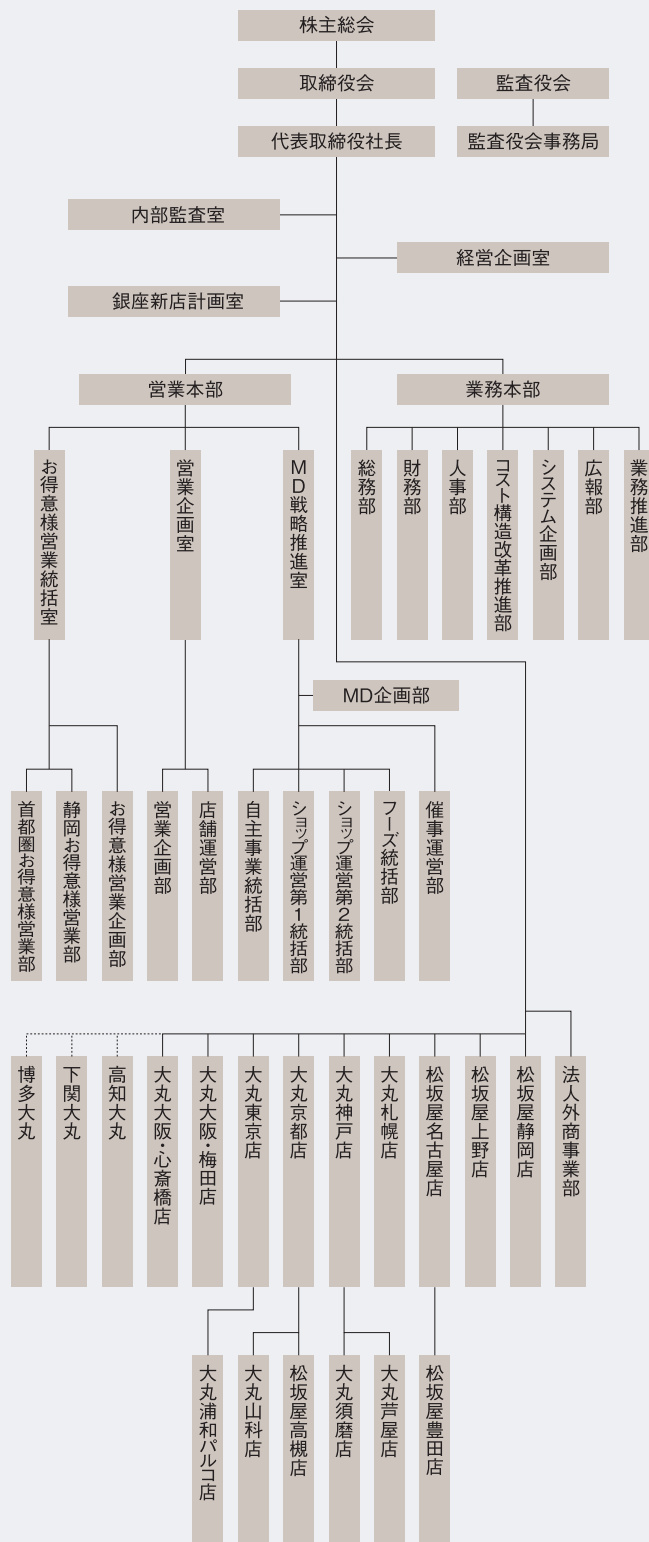 株主総会
取締役会
監査役会
代表取締役社長
監査役会事務局
内部監査室
経営企画室
銀座新店計画室
営業本部
業務本部
お得意様営業統括室
営業企画室
MD戦略推進室
総務部
財務部
人事部
コスト構造改革推進部
システム企画部
広報部
業務推進部
MD企画部
首都圏お得意様営業部
静岡お得意様営業部
お得意様営業企画部
営業企画部
店舗運営部
自主事業統括部
ショップ運営第1統括部
ショップ運営第2統括部
フーズ統括部
催事運営部
博多大丸
下関大丸
高知大丸
大丸大阪・心斎橋店
大丸大阪・梅田店
大丸東京店
大丸京都店
大丸神戸店
大丸札幌店
松坂屋名古屋店
松坂屋上野店
松坂屋静岡店
法人外商事業部
大丸浦和パルコ店
大丸山科店
松坂屋高槻店
大丸須磨店
大丸芦屋店
松坂屋豊田店